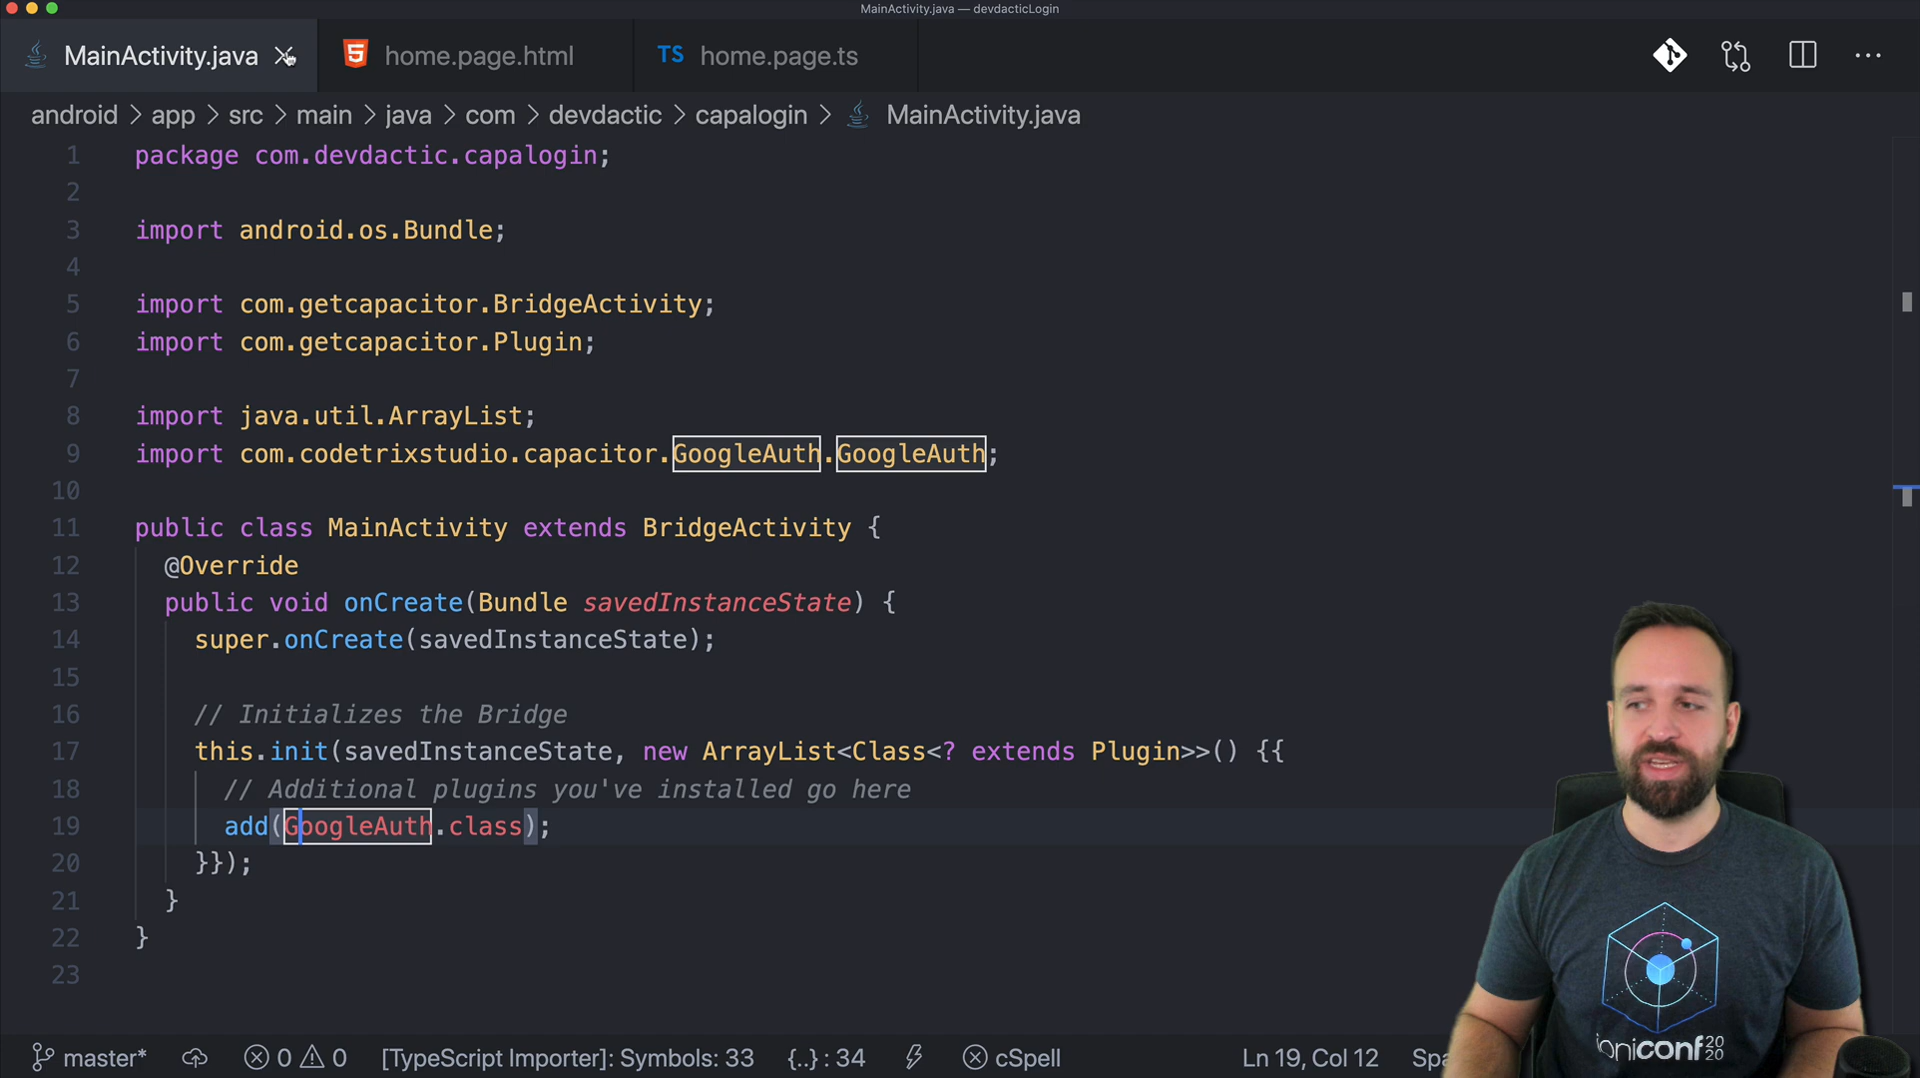 MainActivity.java — devdacticLogin
MainActivity.java
home.page.html
TS home.page.ts
android > app > src > main > java > com > devdactic > capalogin > MainActivity.java
1 package com.devdactic.capalogin;
2
3 import android.os.Bundle;
4
5 import com.getcapacitor.BridgeActivity;
6 import com.getcapacitor.Plugin;
7
8 import java.util.ArrayList;
9 import com.codetrixstudio.capacitor.GoogleAuth.GoogleAuth;
10
11 public class MainActivity extends BridgeActivity {
12 @Override
13 public void onCreate(Bundle savedInstanceState) {
14 super.onCreate(savedInstanceState);
15
16 // Initializes the Bridge
17 this.init(savedInstanceState, new ArrayList<Class<? extends Plugin>>() {{
18 // Additional plugins you've installed go here
19 add(GoogleAuth.class);
20 }});
21 }
22 }
23
master* 0 0 [TypeScript Importer]: Symbols: 33 {..} : 34 cSpell Ln 19, Col 12
ioniconf 2020